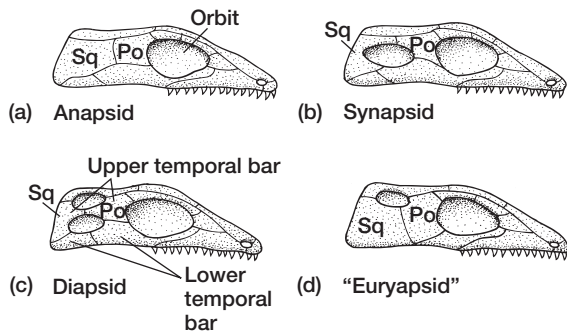 Orbit
Sq Po
(a) Anapsid
Sq Po
(b) Synapsid
Upper temporal bar
Sq
Po
(c) Diapsid
Lower
temporal
bar
Sq Po
(d) "Euryapsid"